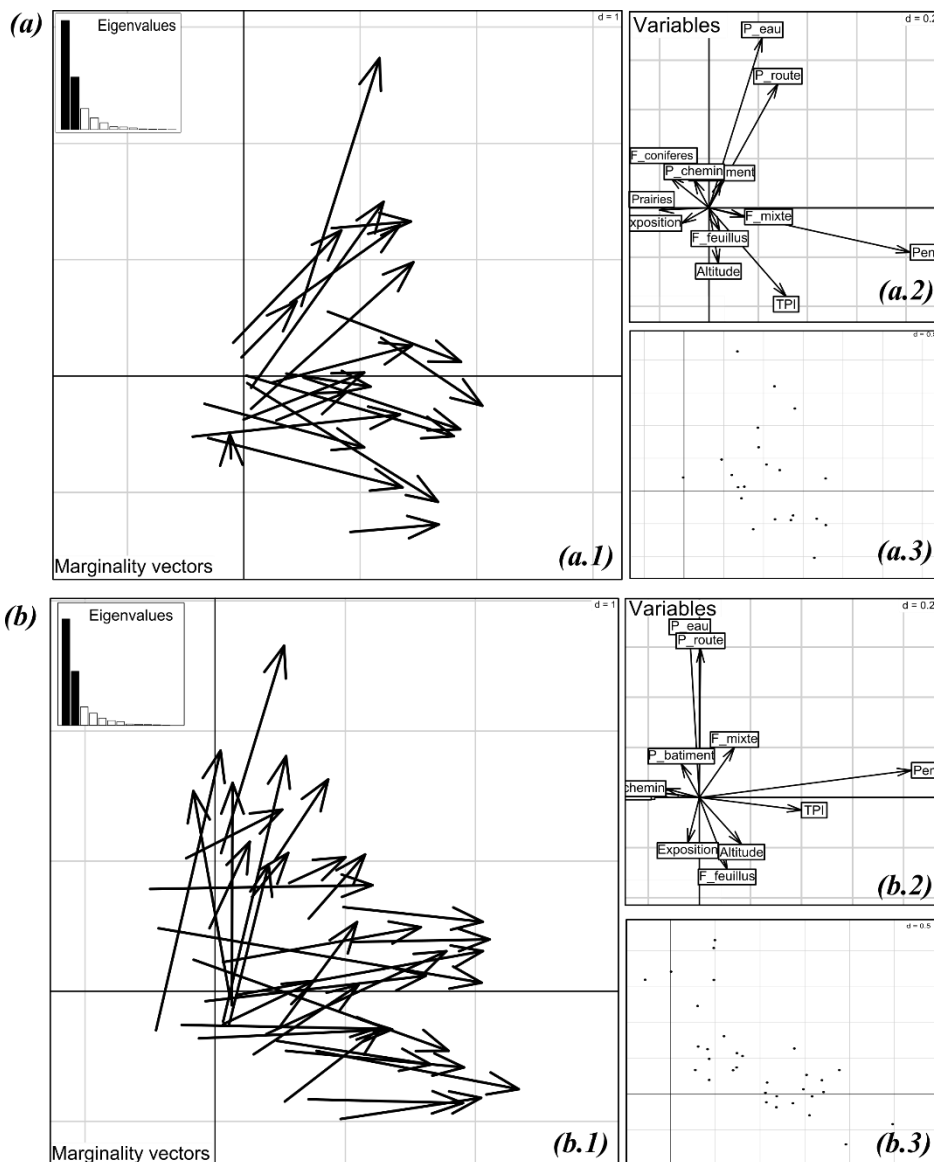 (a)
Eigenvalues
d = 1
Marginality vectors
(a.1)
Variables
d = 0.2
P_eau
P_route
F_coniferes
P_chemin
ment
Prairies
F_mixte
xposition
F_feuillus
Pen
Altitude
TPI
(a.2)
(a.3)
(b)
Eigenvalues
d = 1
Marginality vectors
(b.1)
Variables
d = 0.2
P_eau
P_route
F_mixte
P_batiment
Pen
chemin
TPI
Exposition
Altitude
F_feuillus
(b.2)
d = 0.5
(b.3)